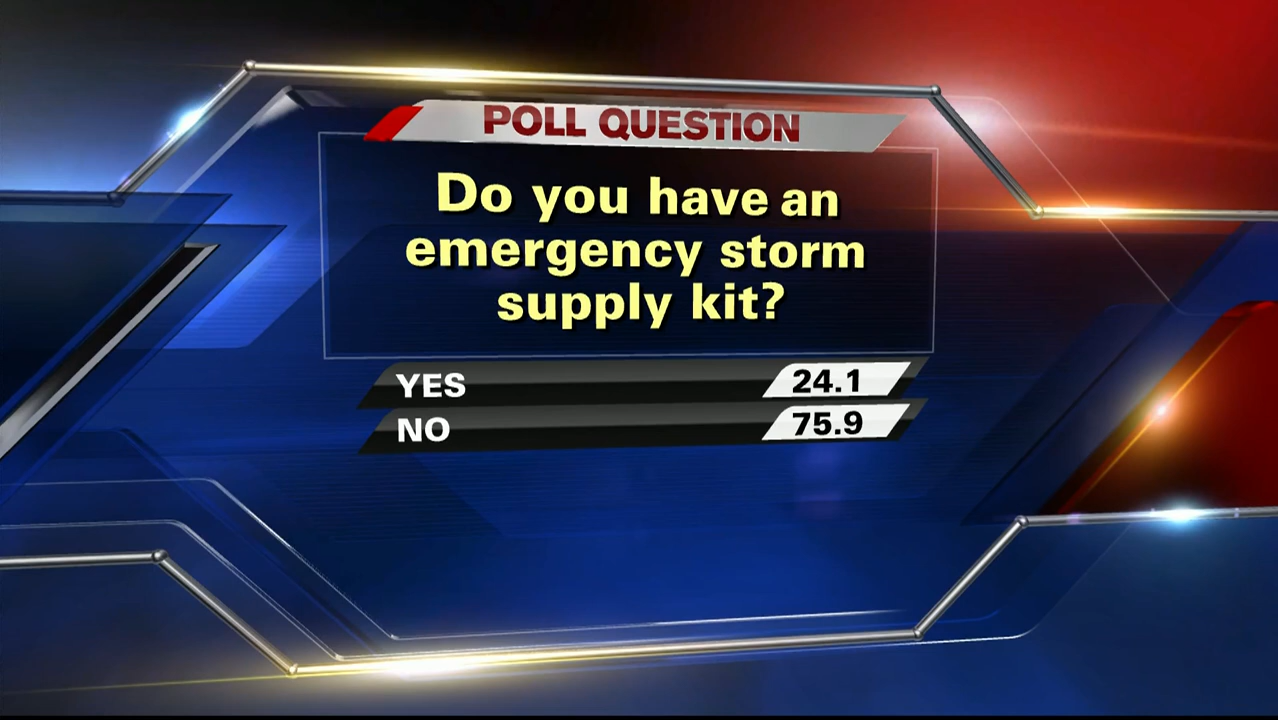 POLL QUESTION
Do you have an
emergency storm
supply kit?
YES 24.1
NO 75.9